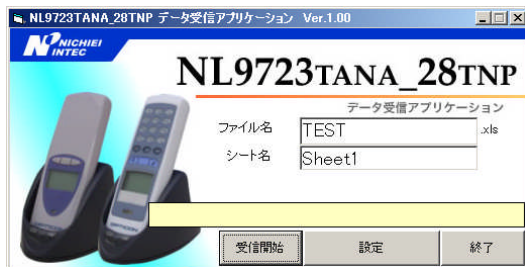 NL9723TANA_28TNP データ受信アプリケーション Ver.1.00
NICHIEI
INTEC
NL9723TANA_28TNP
データ受信アプリケーション
ファイル名 TEST .xls
シート名 Sheet1
受信開始 設定 終了